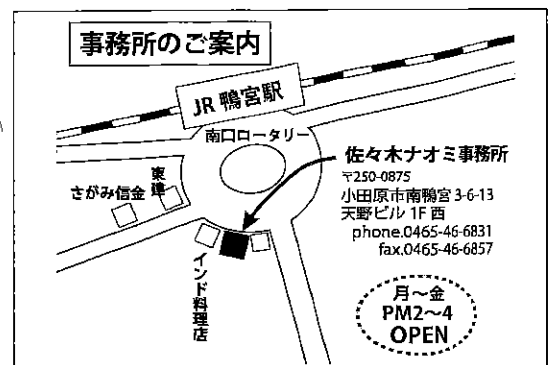 事務所のご案内
JR 鴨宮駅
南口ロータリー
東建
さがみ信金
インド料理店
佐々木ナオミ事務所
〒250-0875
小田原市南鴨宮 3-6-13
天野ビル 1F 西
phone.0465-46-6831
fax.0465-46-6857
月～金
PM2～4
OPEN